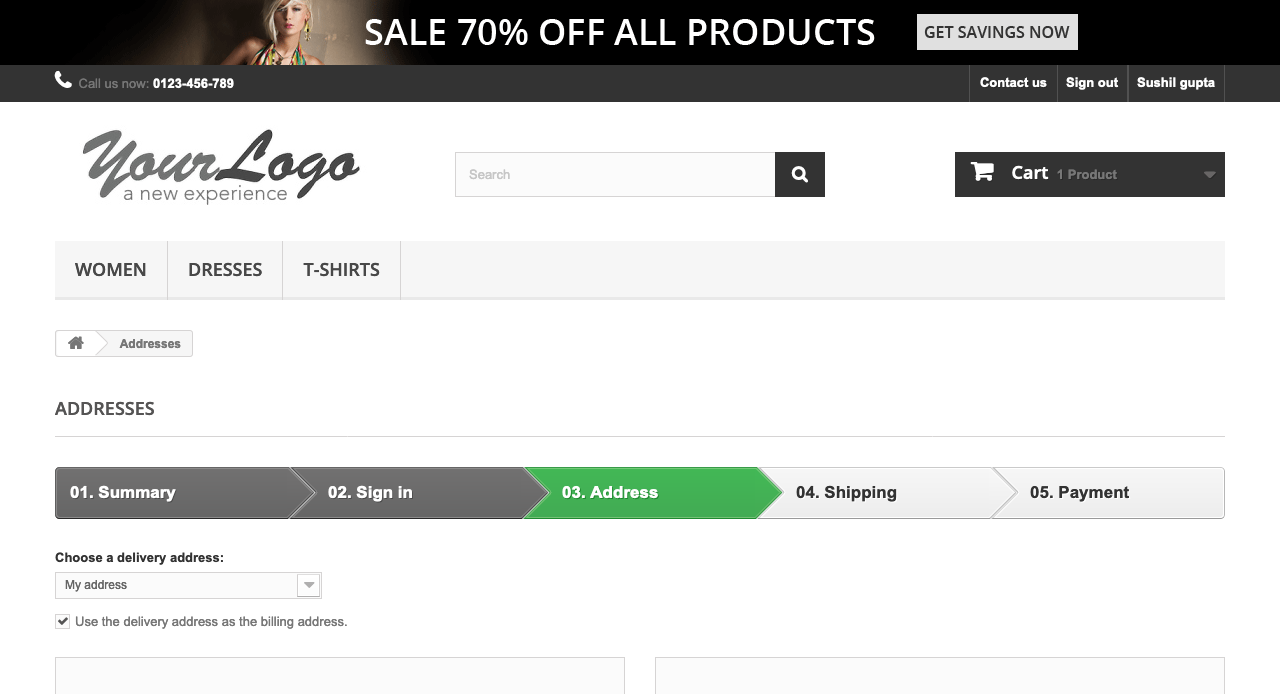 SALE 70% OFF ALL PRODUCTS GET SAVINGS NOW
Call us now: 0123-456-789 Contact us Sign out Sushil gupta
YourLogo
a new experience
Search
Cart 1 Product
WOMEN DRESSES T-SHIRTS
Addresses
ADDRESSES
01. Summary 02. Sign in 03. Address 04. Shipping 05. Payment
Choose a delivery address:
My address
Use the delivery address as the billing address.